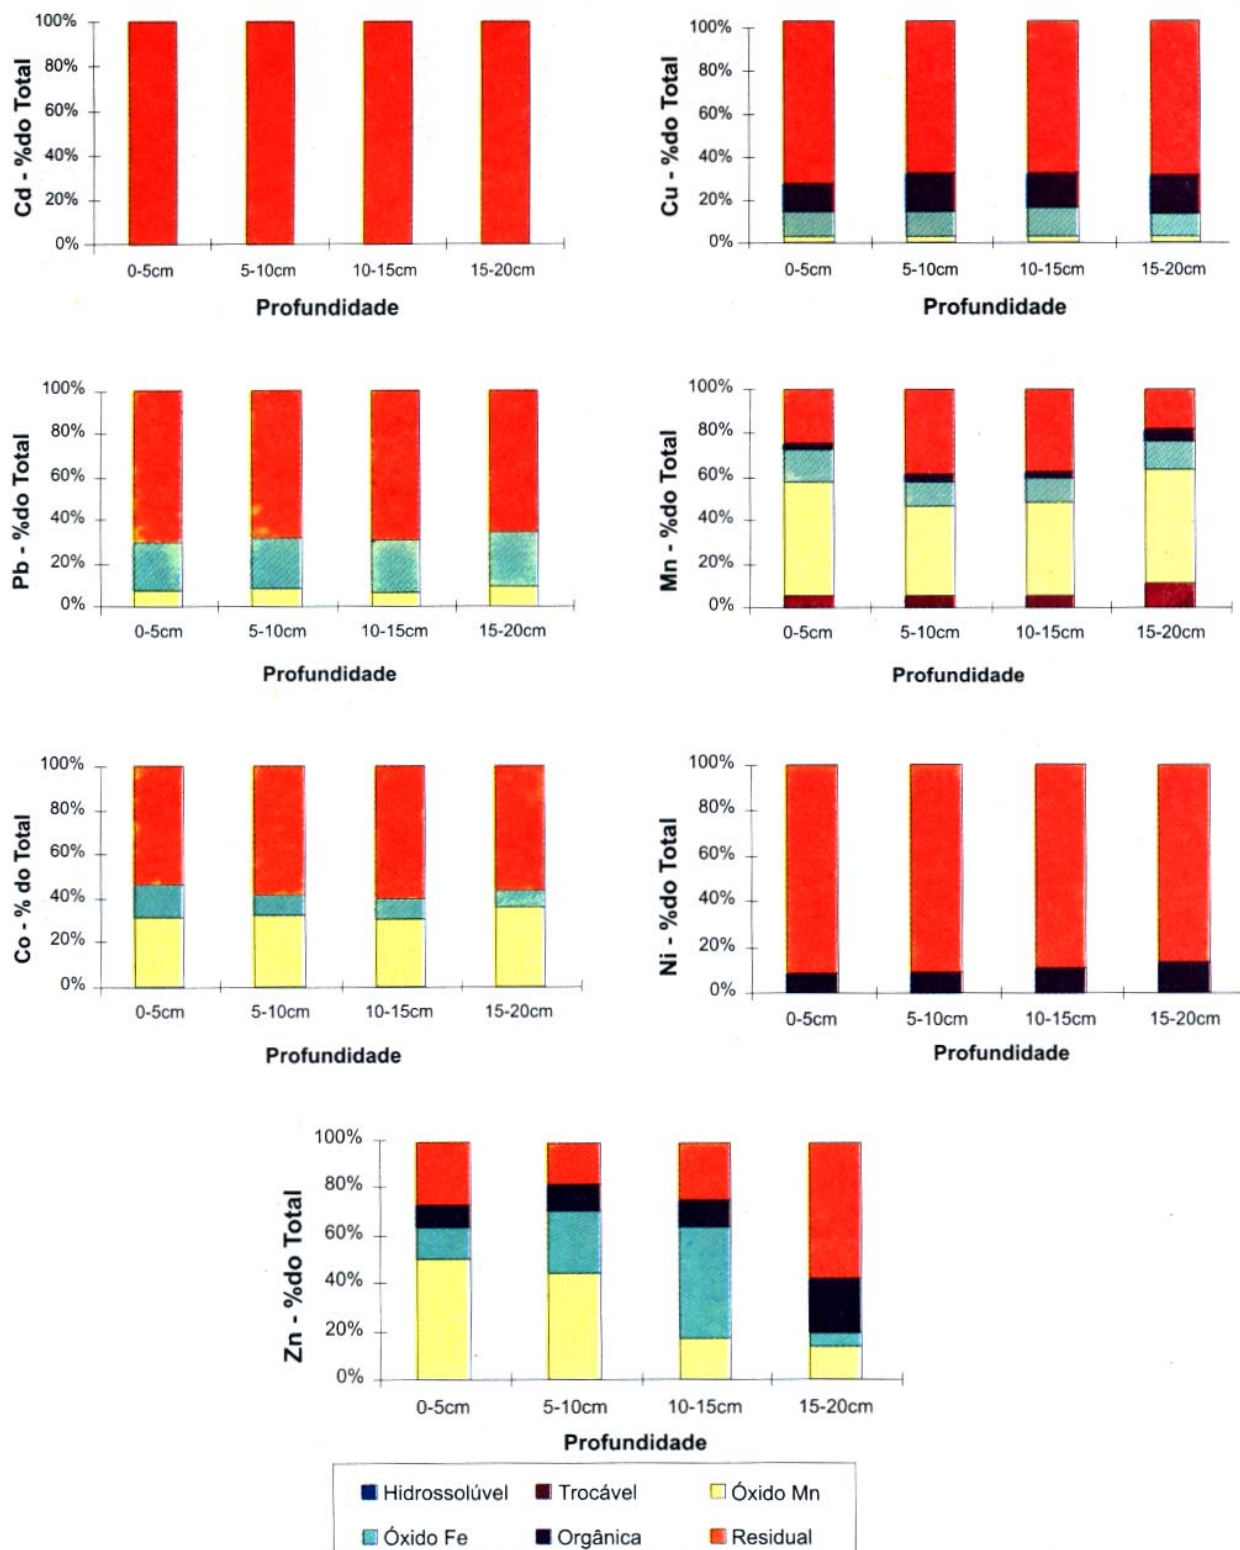 Cd - %do Total
100%
80%
60%
40%
20%
0%
0-5cm 5-10cm 10-15cm 15-20cm
Profundidade
Cu - %do Total
100%
80%
60%
40%
20%
0%
0-5cm 5-10cm 10-15cm 15-20cm
Profundidade
Pb - %do Total
100%
80%
60%
40%
20%
0%
0-5cm 5-10cm 10-15cm 15-20cm
Profundidade
Mn - %do Total
100%
80%
60%
40%
20%
0%
0-5cm 5-10cm 10-15cm 15-20cm
Profundidade
Co - % do Total
100%
80%
60%
40%
20%
0%
0-5cm 5-10cm 10-15cm 15-20cm
Profundidade
Ni - %do Total
100%
80%
60%
40%
20%
0%
0-5cm 5-10cm 10-15cm 15-20cm
Profundidade
Zn - %do Total
100%
80%
60%
40%
20%
0%
0-5cm 5-10cm 10-15cm 15-20cm
Profundidade
Hidrossolúvel Trocável Óxido Mn
Óxido Fe Orgânica Residual